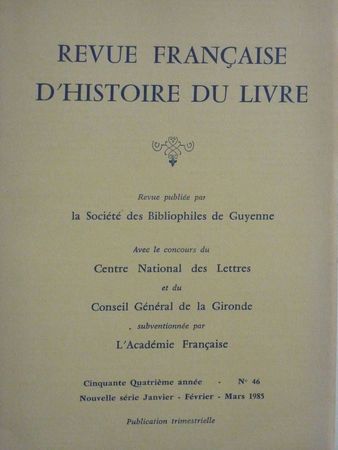 REVUE FRANÇAISE
D'HISTOIRE DU LIVRE
Revue publiée par
la Société des Bibliophiles de Guyenne
Avec le concours du
Centre National des Lettres
et du
Conseil Général de la Gironde
subventionnée par
L'Académie Française
Cinquante Quatrième année - N° 46
Nouvelle série Janvier - Février - Mars 1985
Publication trimestrielle